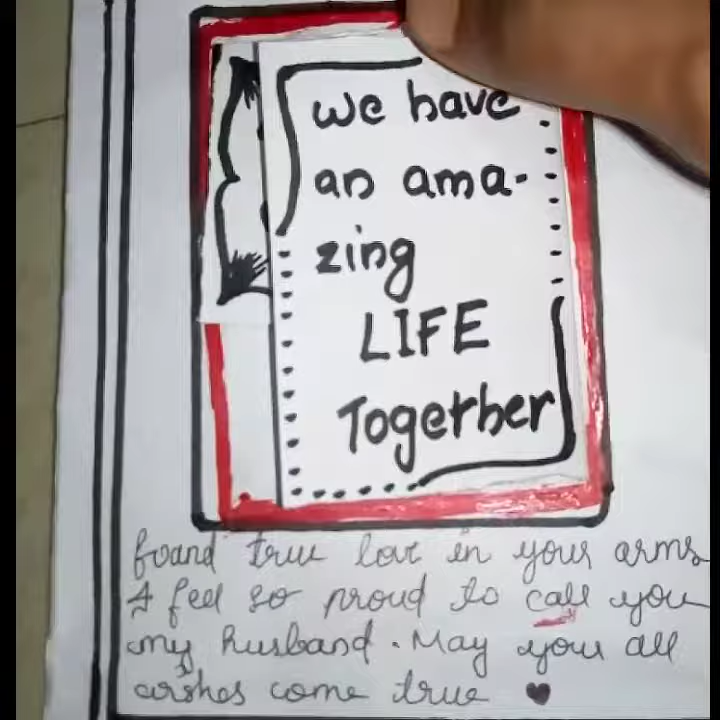 we have
an ama-
zing
LIFE
Together
found true love in your arms
I feel so proud to call you
my husband. May your all
wishes come true ♥